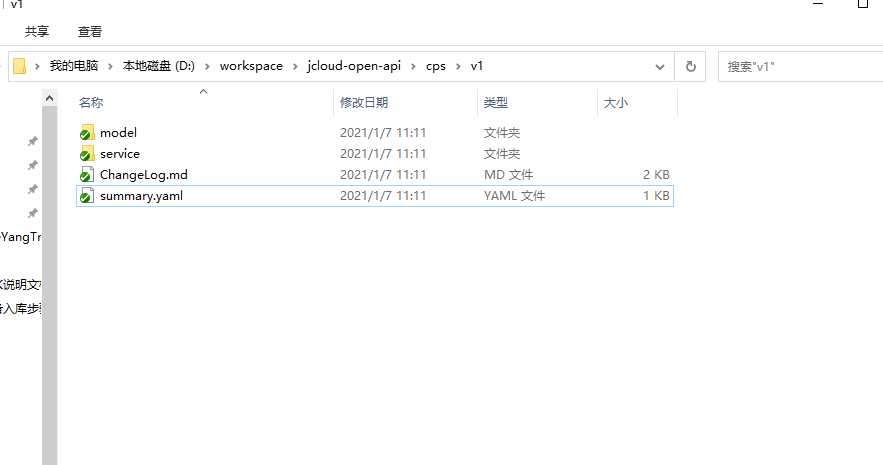 v1
共享 查看
我的电脑 本地磁盘 (D:) workspace jcloud-open-api cps v1 搜索"v1"
名称 修改日期 类型 大小
model 2021/1/7 11:11 文件夹
service 2021/1/7 11:11 文件夹
ChangeLog.md 2021/1/7 11:11 MD 文件 2 KB
summary.yaml 2021/1/7 11:11 YAML 文件 1 KB
YangTr
说明文
入库步